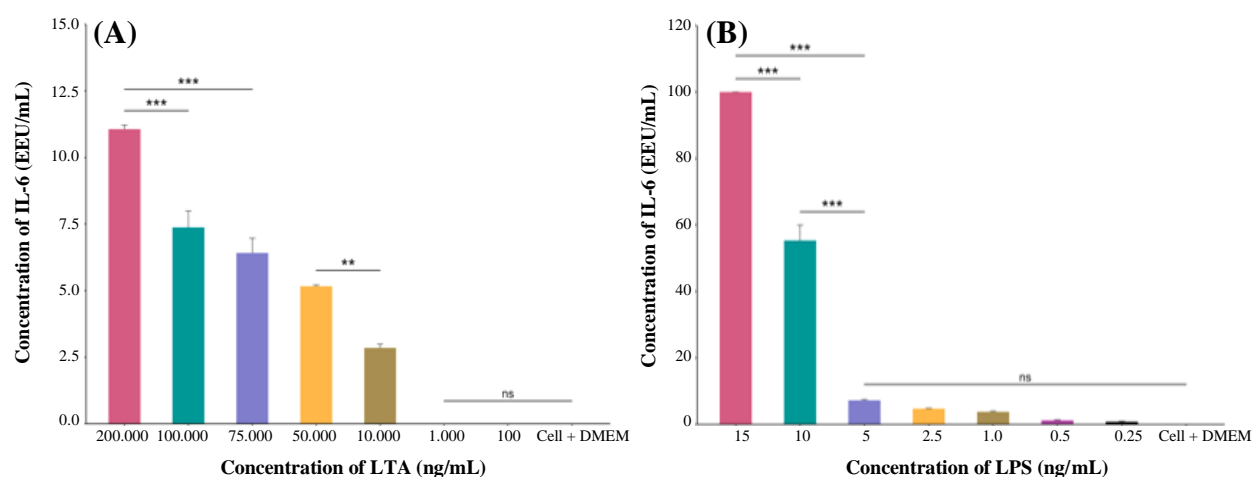 (A)
Concentration of IL-6 (EEU/mL)
15.0
12.5
10.0
7.5
5.0
2.5
0.0
***
***
**
ns
200.000 100.000 75.000 50.000 10.000 1.000 100 Cell + DMEM
Concentration of LTA (ng/mL)
(B)
Concentration of IL-6 (EEU/mL)
120
100
80
60
40
20
0
***
***
***
ns
15 10 5 2.5 1.0 0.5 0.25 Cell + DMEM
Concentration of LPS (ng/mL)